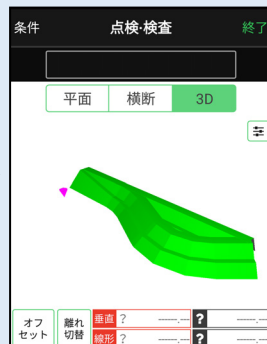 条件 点検・検査 終了
平面 横断 3D
オフセット 離れ切替 垂直 ? ------.--- ? ------.---
線形 ? ------.--- ? ------.---